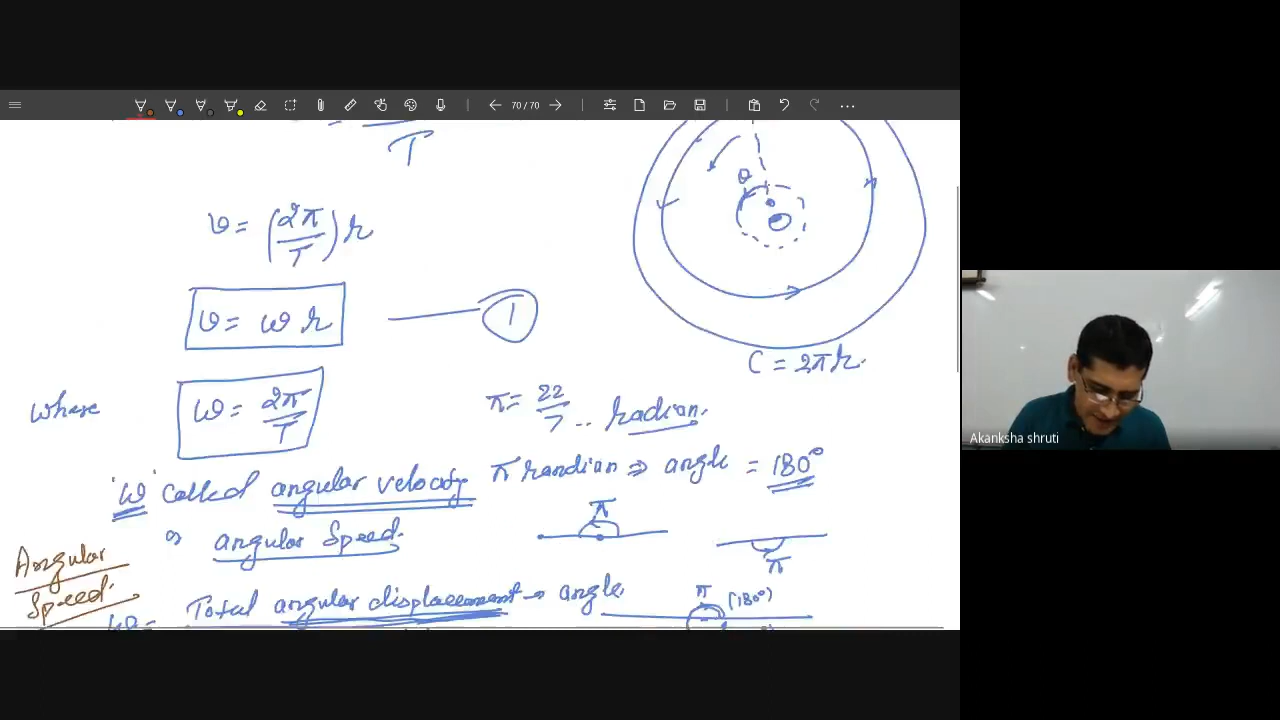 70 / 70
T
θ
v = (2π/T) r
v = ω r ——— 1
C = 2πr.
where ω = 2π/T
π = 22/7 .. radian.
'ω' called angular velocity
π randian ⇒ angle = 180°
or angular Speed.
π
π
Angular
Speed.
Total angular displacement → angle.
π (180°)
Akanksha shruti